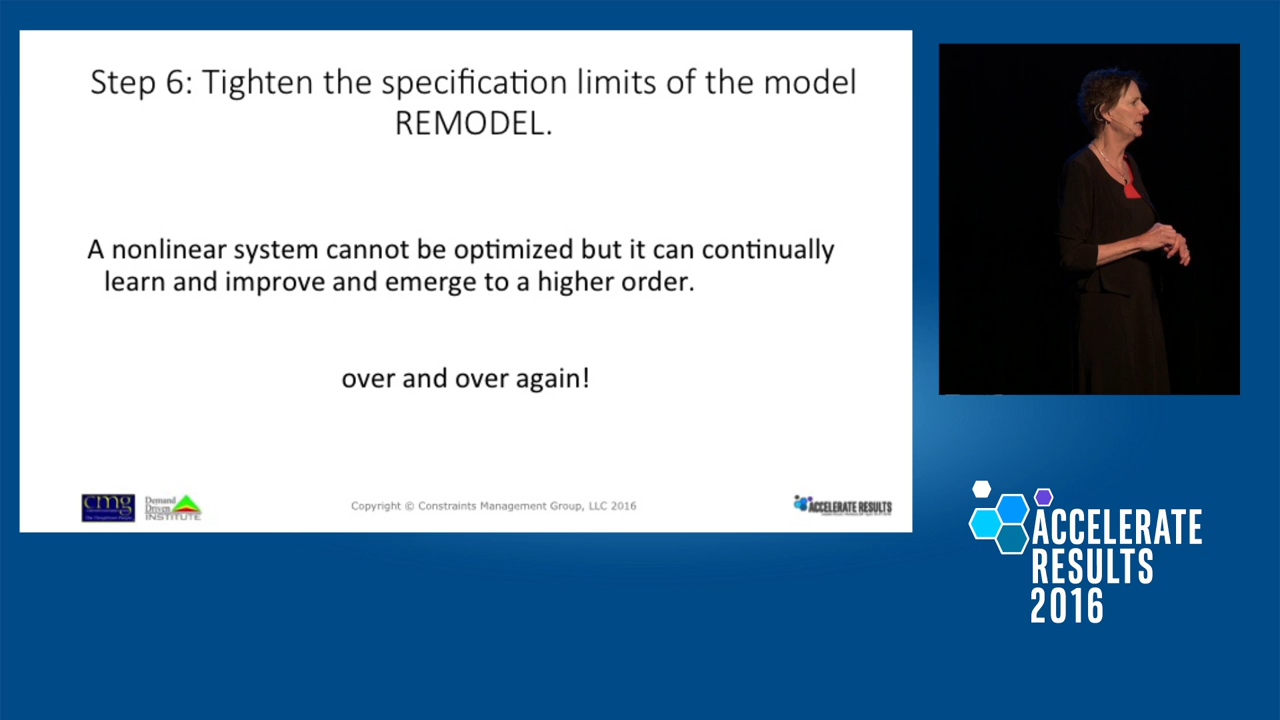 Step 6: Tighten the specification limits of the model
REMODEL.
A nonlinear system cannot be optimized but it can continually
learn and improve and emerge to a higher order.
over and over again!
cmg
Demand
Driven
INSTITUTE
Copyright © Constraints Management Group, LLC 2016
ACCELERATE RESULTS
ACCELERATE
RESULTS
2016